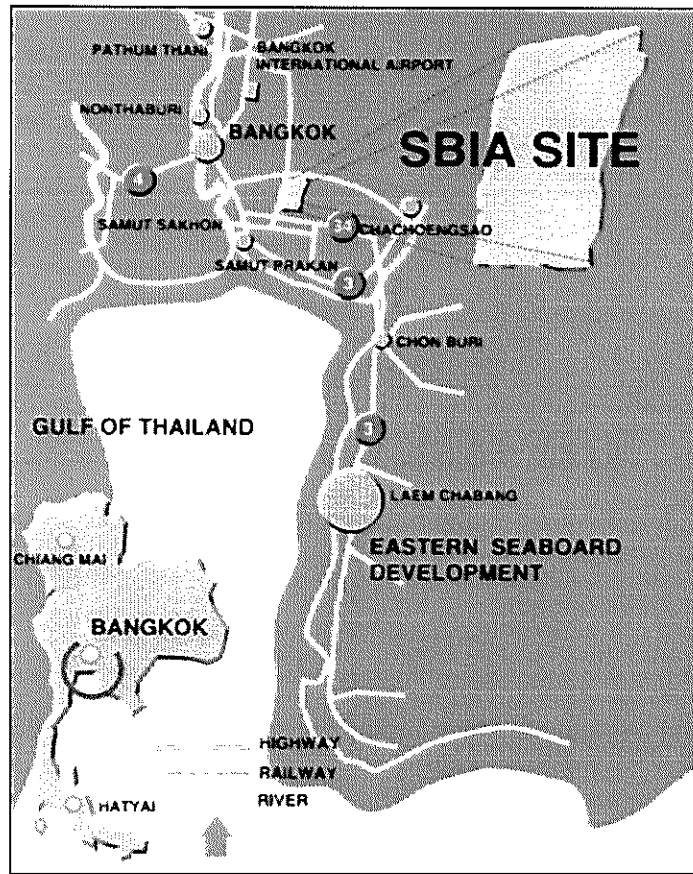 PATHUM THANI
BANGKOK
INTERNATIONAL AIRPORT
NONTHABURI
BANGKOK
SBIA SITE
4
SAMUT SAKHON
34
CHACHOENGSAO
SAMUT PRAKAN
3
CHON BURI
GULF OF THAILAND
3
LAEM CHABANG
EASTERN SEABOARD
DEVELOPMENT
CHIANG MAI
BANGKOK
HIGHWAY
RAILWAY
RIVER
HATYAI